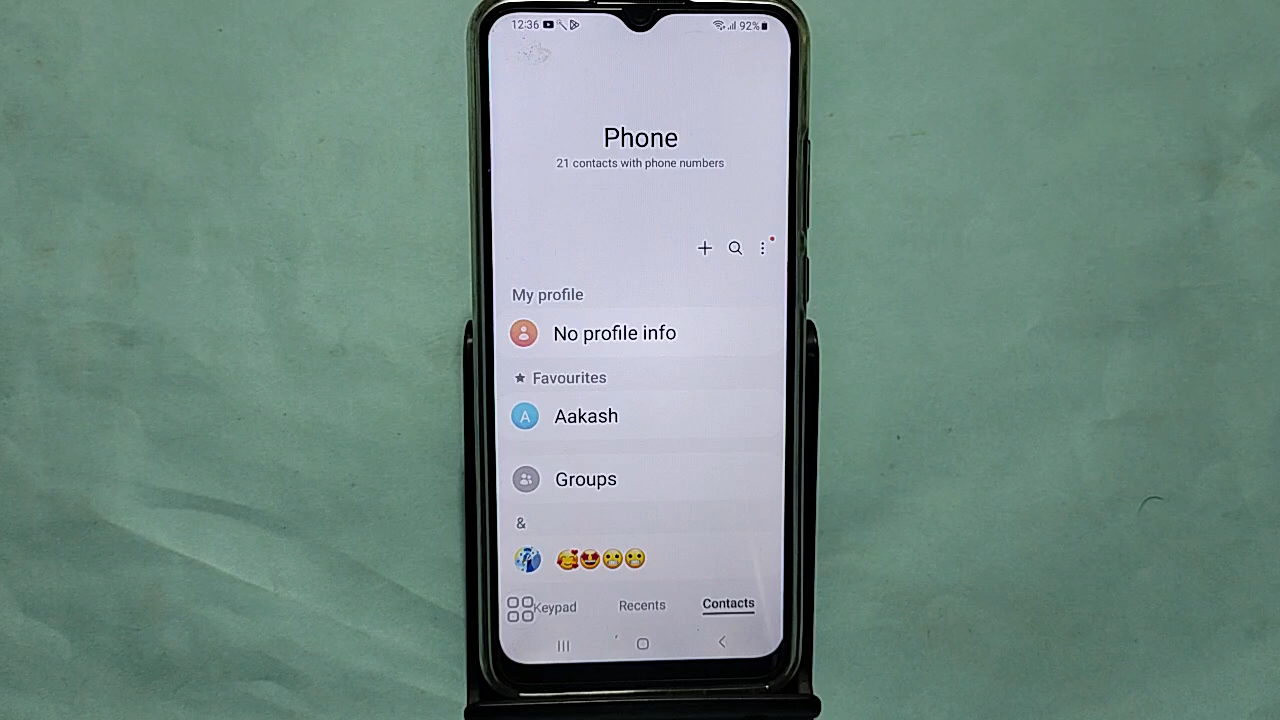 12:36 92%
Phone
21 contacts with phone numbers
My profile
No profile info
★ Favourites
A Aakash
Groups
&
🥰🤩😬😬
Keypad Recents Contacts